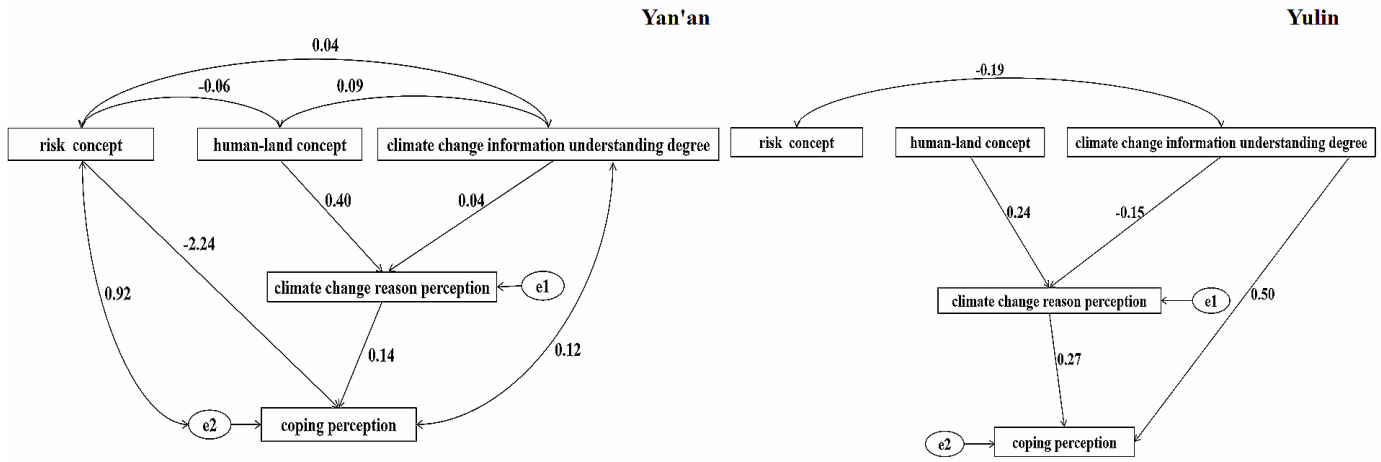 Yan'an
0.04
-0.06
0.09
risk concept
human-land concept
climate change information understanding degree
0.40
0.04
-2.24
0.92
climate change reason perception
e1
0.14
0.12
e2
coping perception
Yulin
-0.19
risk concept
human-land concept
climate change information understanding degree
0.24
-0.15
climate change reason perception
e1
0.50
0.27
e2
coping perception